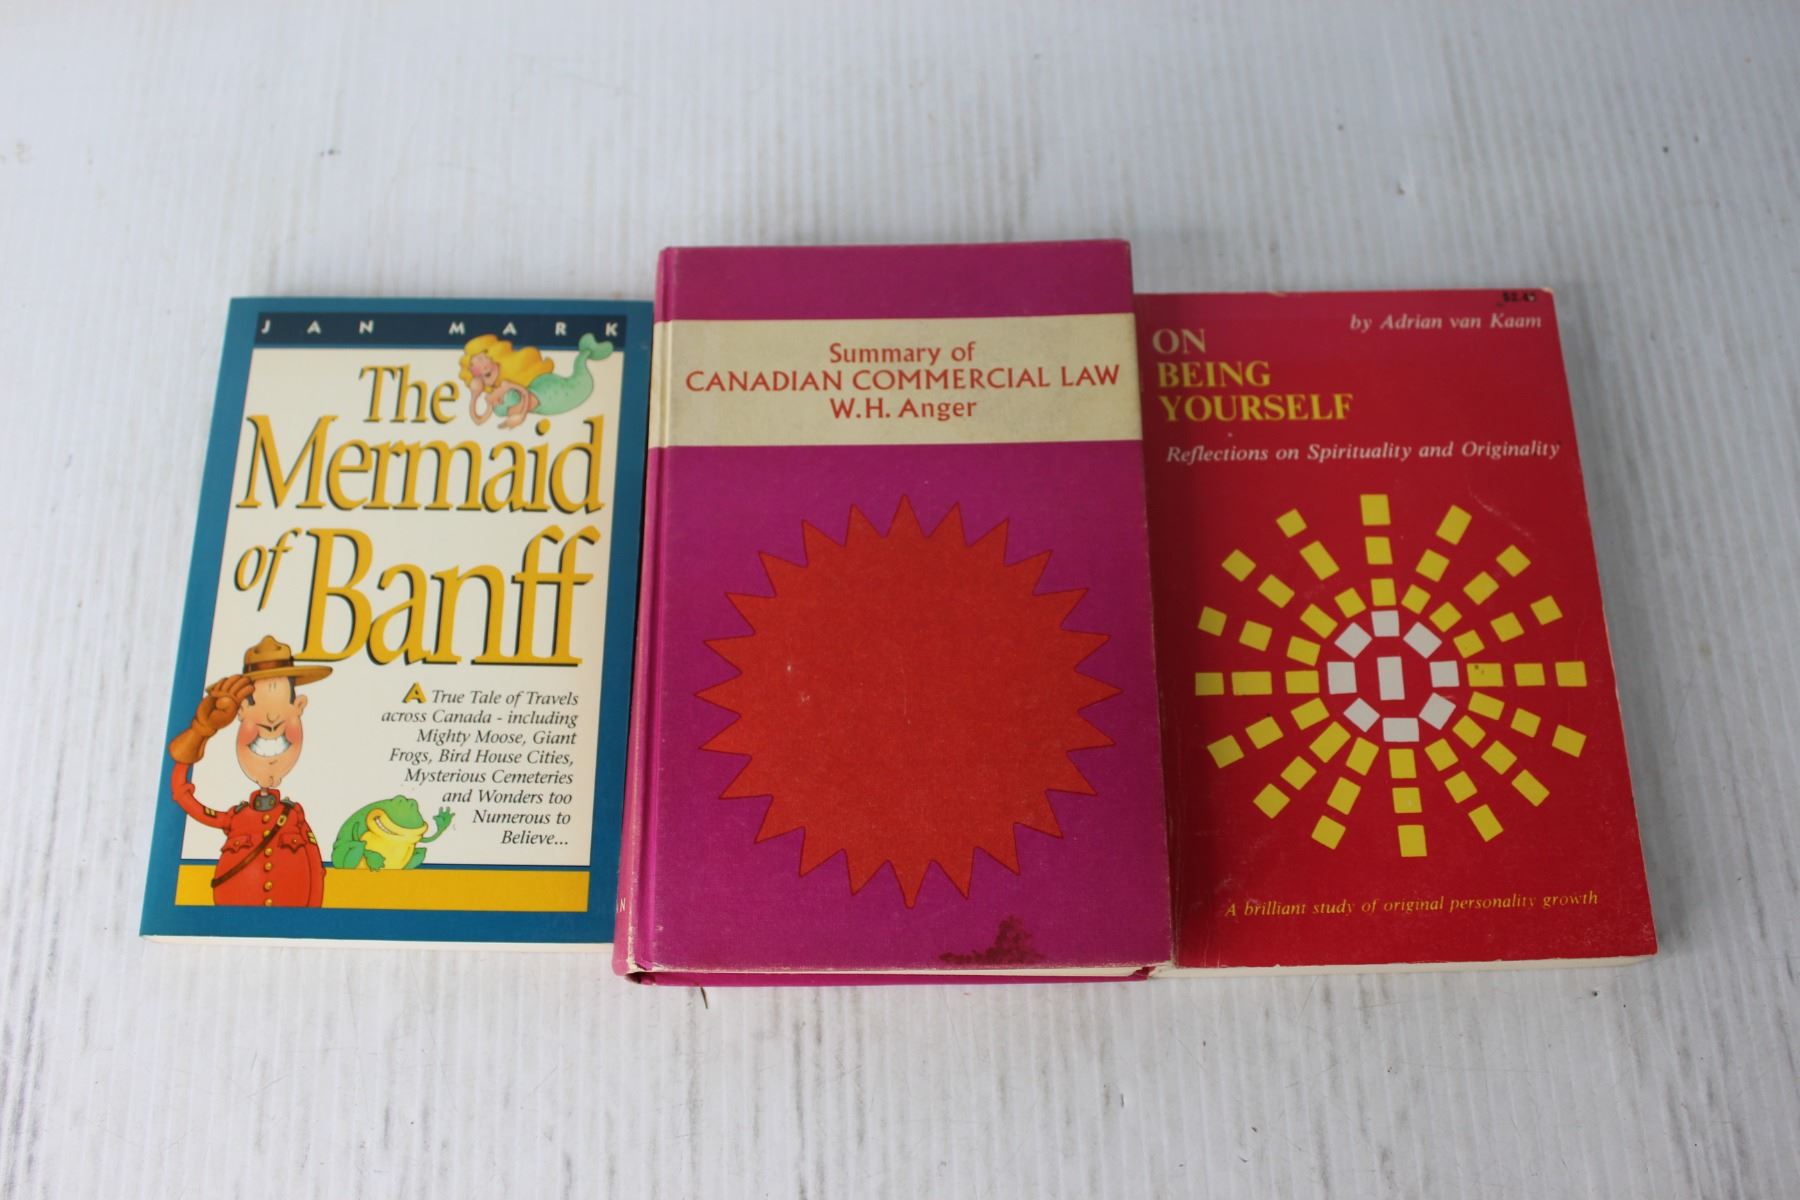 JAN MARK
The
Mermaid
of Banff
A True Tale of Travels
across Canada - including
Mighty Moose, Giant
Frogs, Bird House Cities,
Mysterious Cemeteries
and Wonders too
Numerous to
Believe...
Summary of
CANADIAN COMMERCIAL LAW
W.H. Anger
by Adrian van Kaam
ON
BEING
YOURSELF
Reflections on Spirituality and Originality
A brilliant study of original personality growth